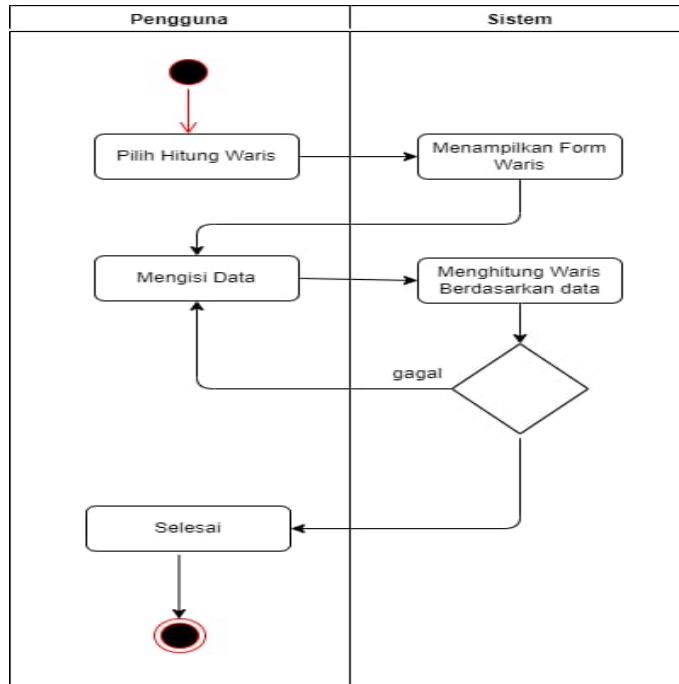 Pengguna
Sistem
Pilih Hitung Waris
Menampilkan Form
Waris
Mengisi Data
Menghitung Waris
Berdasarkan data
gagal
Selesai